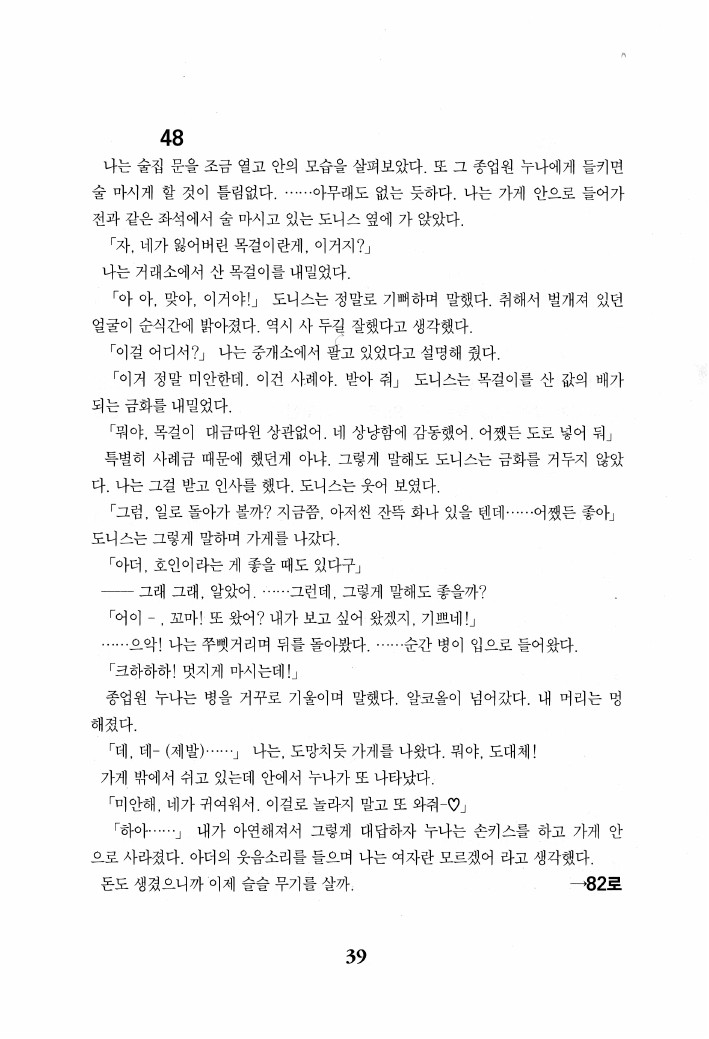 48
나는 술집 문을 조금 열고 안의 모습을 살펴보았다. 또 그 종업원 누나에게 들키면
술 마시게 할 것이 틀림없다. ……아무래도 없는 듯하다. 나는 가게 안으로 들어가
전과 같은 좌석에서 술 마시고 있는 도니스 옆에 가 앉았다.
「자, 네가 잃어버린 목걸이란게, 이거지?」
나는 거래소에서 산 목걸이를 내밀었다.
「아 아, 맞아, 이거야!」 도니스는 정말로 기뻐하며 말했다. 취해서 벌개져 있던
얼굴이 순식간에 밝아졌다. 역시 사 두길 잘했다고 생각했다.
「이걸 어디서?」 나는 중개소에서 팔고 있었다고 설명해 줬다.
「이거 정말 미안한데. 이건 사례야. 받아 줘」 도니스는 목걸이를 산 값의 배가
되는 금화를 내밀었다.
「뭐야, 목걸이 대금따윈 상관없어. 네 상냥함에 감동했어. 어쨌든 도로 넣어 둬」
특별히 사례금 때문에 했던게 아냐. 그렇게 말해도 도니스는 금화를 거두지 않았
다. 나는 그걸 받고 인사를 했다. 도니스는 웃어 보였다.
「그럼, 일로 돌아가 볼까? 지금쯤, 아저씬 잔뜩 화나 있을 텐데……어쨌든 좋아」
도니스는 그렇게 말하며 가게를 나갔다.
「아더, 호인이라는 게 좋을 때도 있다구」
—— 그래 그래, 알았어. ……그런데, 그렇게 말해도 좋을까?
「어이 - , 꼬마! 또 왔어? 내가 보고 싶어 왔겠지, 기쁘네!」
……으악! 나는 쭈삣거리며 뒤를 돌아봤다. ……순간 병이 입으로 들어왔다.
「크하하하! 멋지게 마시는데!」
종업원 누나는 병을 거꾸로 기울이며 말했다. 알코올이 넘어갔다. 내 머리는 멍
해졌다.
「데, 데- (제발)……」 나는, 도망치듯 가게를 나왔다. 뭐야, 도대체!
가게 밖에서 쉬고 있는데 안에서 누나가 또 나타났다.
「미안해, 네가 귀여워서. 이걸로 놀라지 말고 또 와줘-♡」
「하아……」 내가 아연해져서 그렇게 대답하자 누나는 손키스를 하고 가게 안
으로 사라졌다. 아더의 웃음소리를 들으며 나는 여자란 모르겠어 라고 생각했다.
돈도 생겼으니까 이제 슬슬 무기를 살까. →82로
39